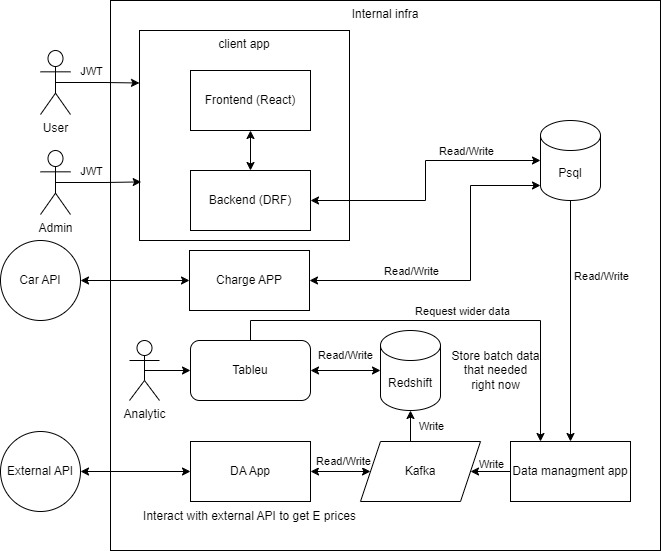 Internal infra
client app
JWT
Frontend (React)
User
Read/Write
JWT
Psql
Backend (DRF)
Admin
Car API
Charge APP
Read/Write
Read/Write
Request wider data
Tableu
Read/Write
Redshift
Store batch data
that needed
right now
Analytic
Write
External API
DA App
Read/Write
Kafka
Write
Data managment app
Interact with external API to get E prices